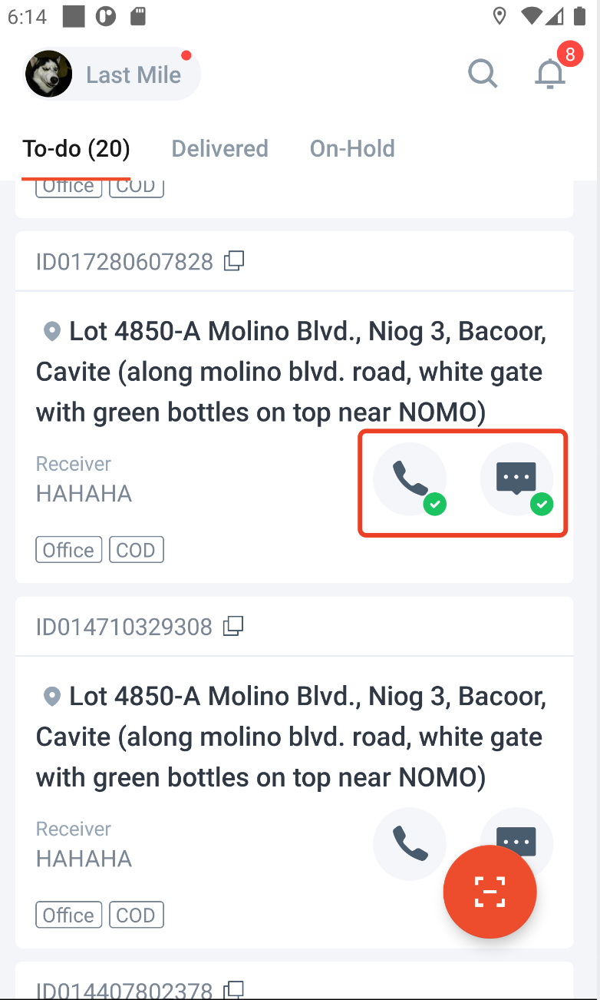 6:14
8
Last Mile
To-do (20) Delivered On-Hold
Office COD
ID017280607828
Lot 4850-A Molino Blvd., Niog 3, Bacoor,
Cavite (along molino blvd. road, white gate
with green bottles on top near NOMO)
Receiver
HAHAHA
Office COD
ID014710329308
Lot 4850-A Molino Blvd., Niog 3, Bacoor,
Cavite (along molino blvd. road, white gate
with green bottles on top near NOMO)
Receiver
HAHAHA
Office COD
ID014407802378